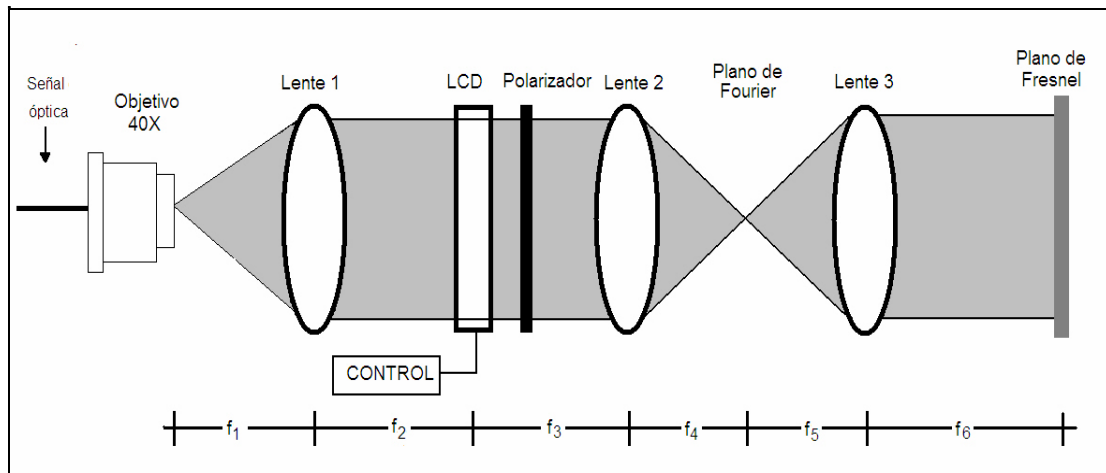 Señal
óptica
Objetivo
40X
Lente 1
LCD
Polarizador
Lente 2
Plano de
Fourier
Lente 3
Plano de
Fresnel
CONTROL
f1
f2
f3
f4
f5
f6